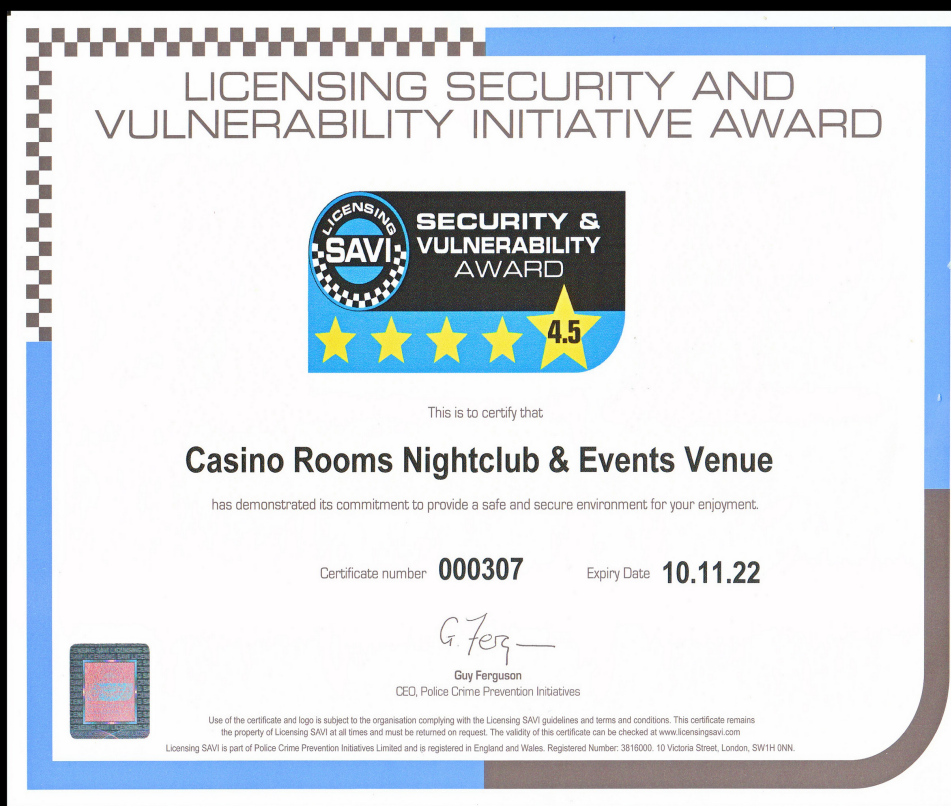 LICENSING SECURITY AND
VULNERABILITY INITIATIVE AWARD
LICENSING
SAVI
SECURITY &
VULNERABILITY
AWARD
4.5
This is to certify that
Casino Rooms Nightclub & Events Venue
has demonstrated its commitment to provide a safe and secure environment for your enjoyment.
Certificate number 000307 Expiry Date 10.11.22
G. Ferg
Guy Ferguson
CEO, Police Crime Prevention Initiatives
Use of the certificate and logo is subject to the organisation complying with the Licensing SAVI guidelines and terms and conditions. This certificate remains
the property of Licensing SAVI at all times and must be returned on request. The validity of this certificate can be checked at www.licensingsavi.com
Licensing SAVI is part of Police Crime Prevention Initiatives Limited and is registered in England and Wales. Registered Number: 3816000. 10 Victoria Street, London, SW1H 0NN.